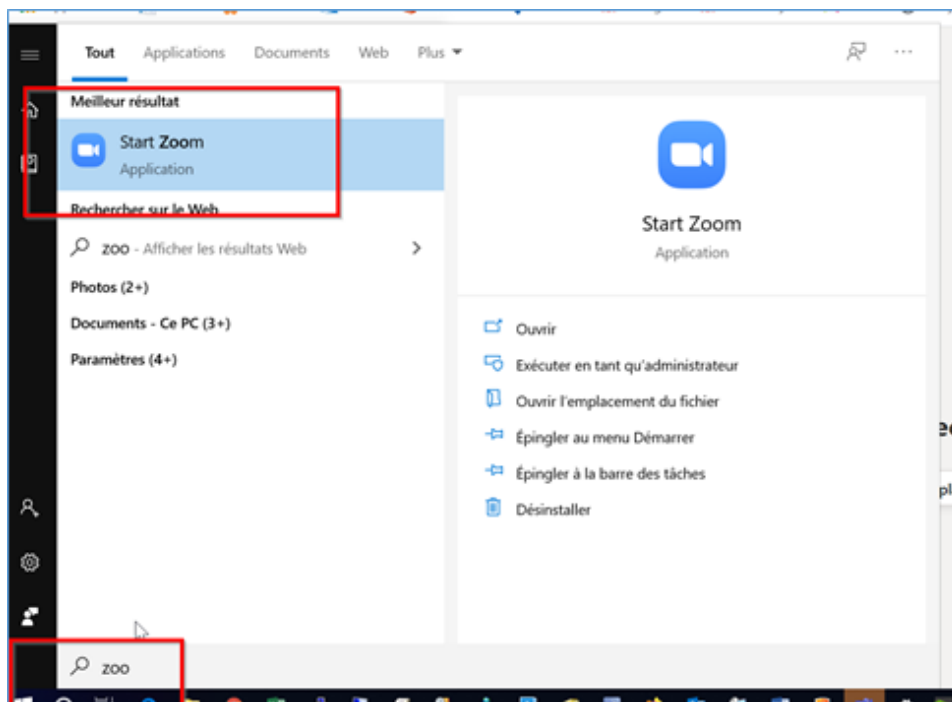 Tout Applications Documents Web Plus
Meilleur résultat
Start Zoom
Application
Rechercher sur le Web
zoo - Afficher les résultats Web
Photos (2+)
Documents - Ce PC (3+)
Paramètres (4+)
Start Zoom
Application
Ouvrir
Exécuter en tant qu'administrateur
Ouvrir l'emplacement du fichier
Épingler au menu Démarrer
Épingler à la barre des tâches
Désinstaller
zoo